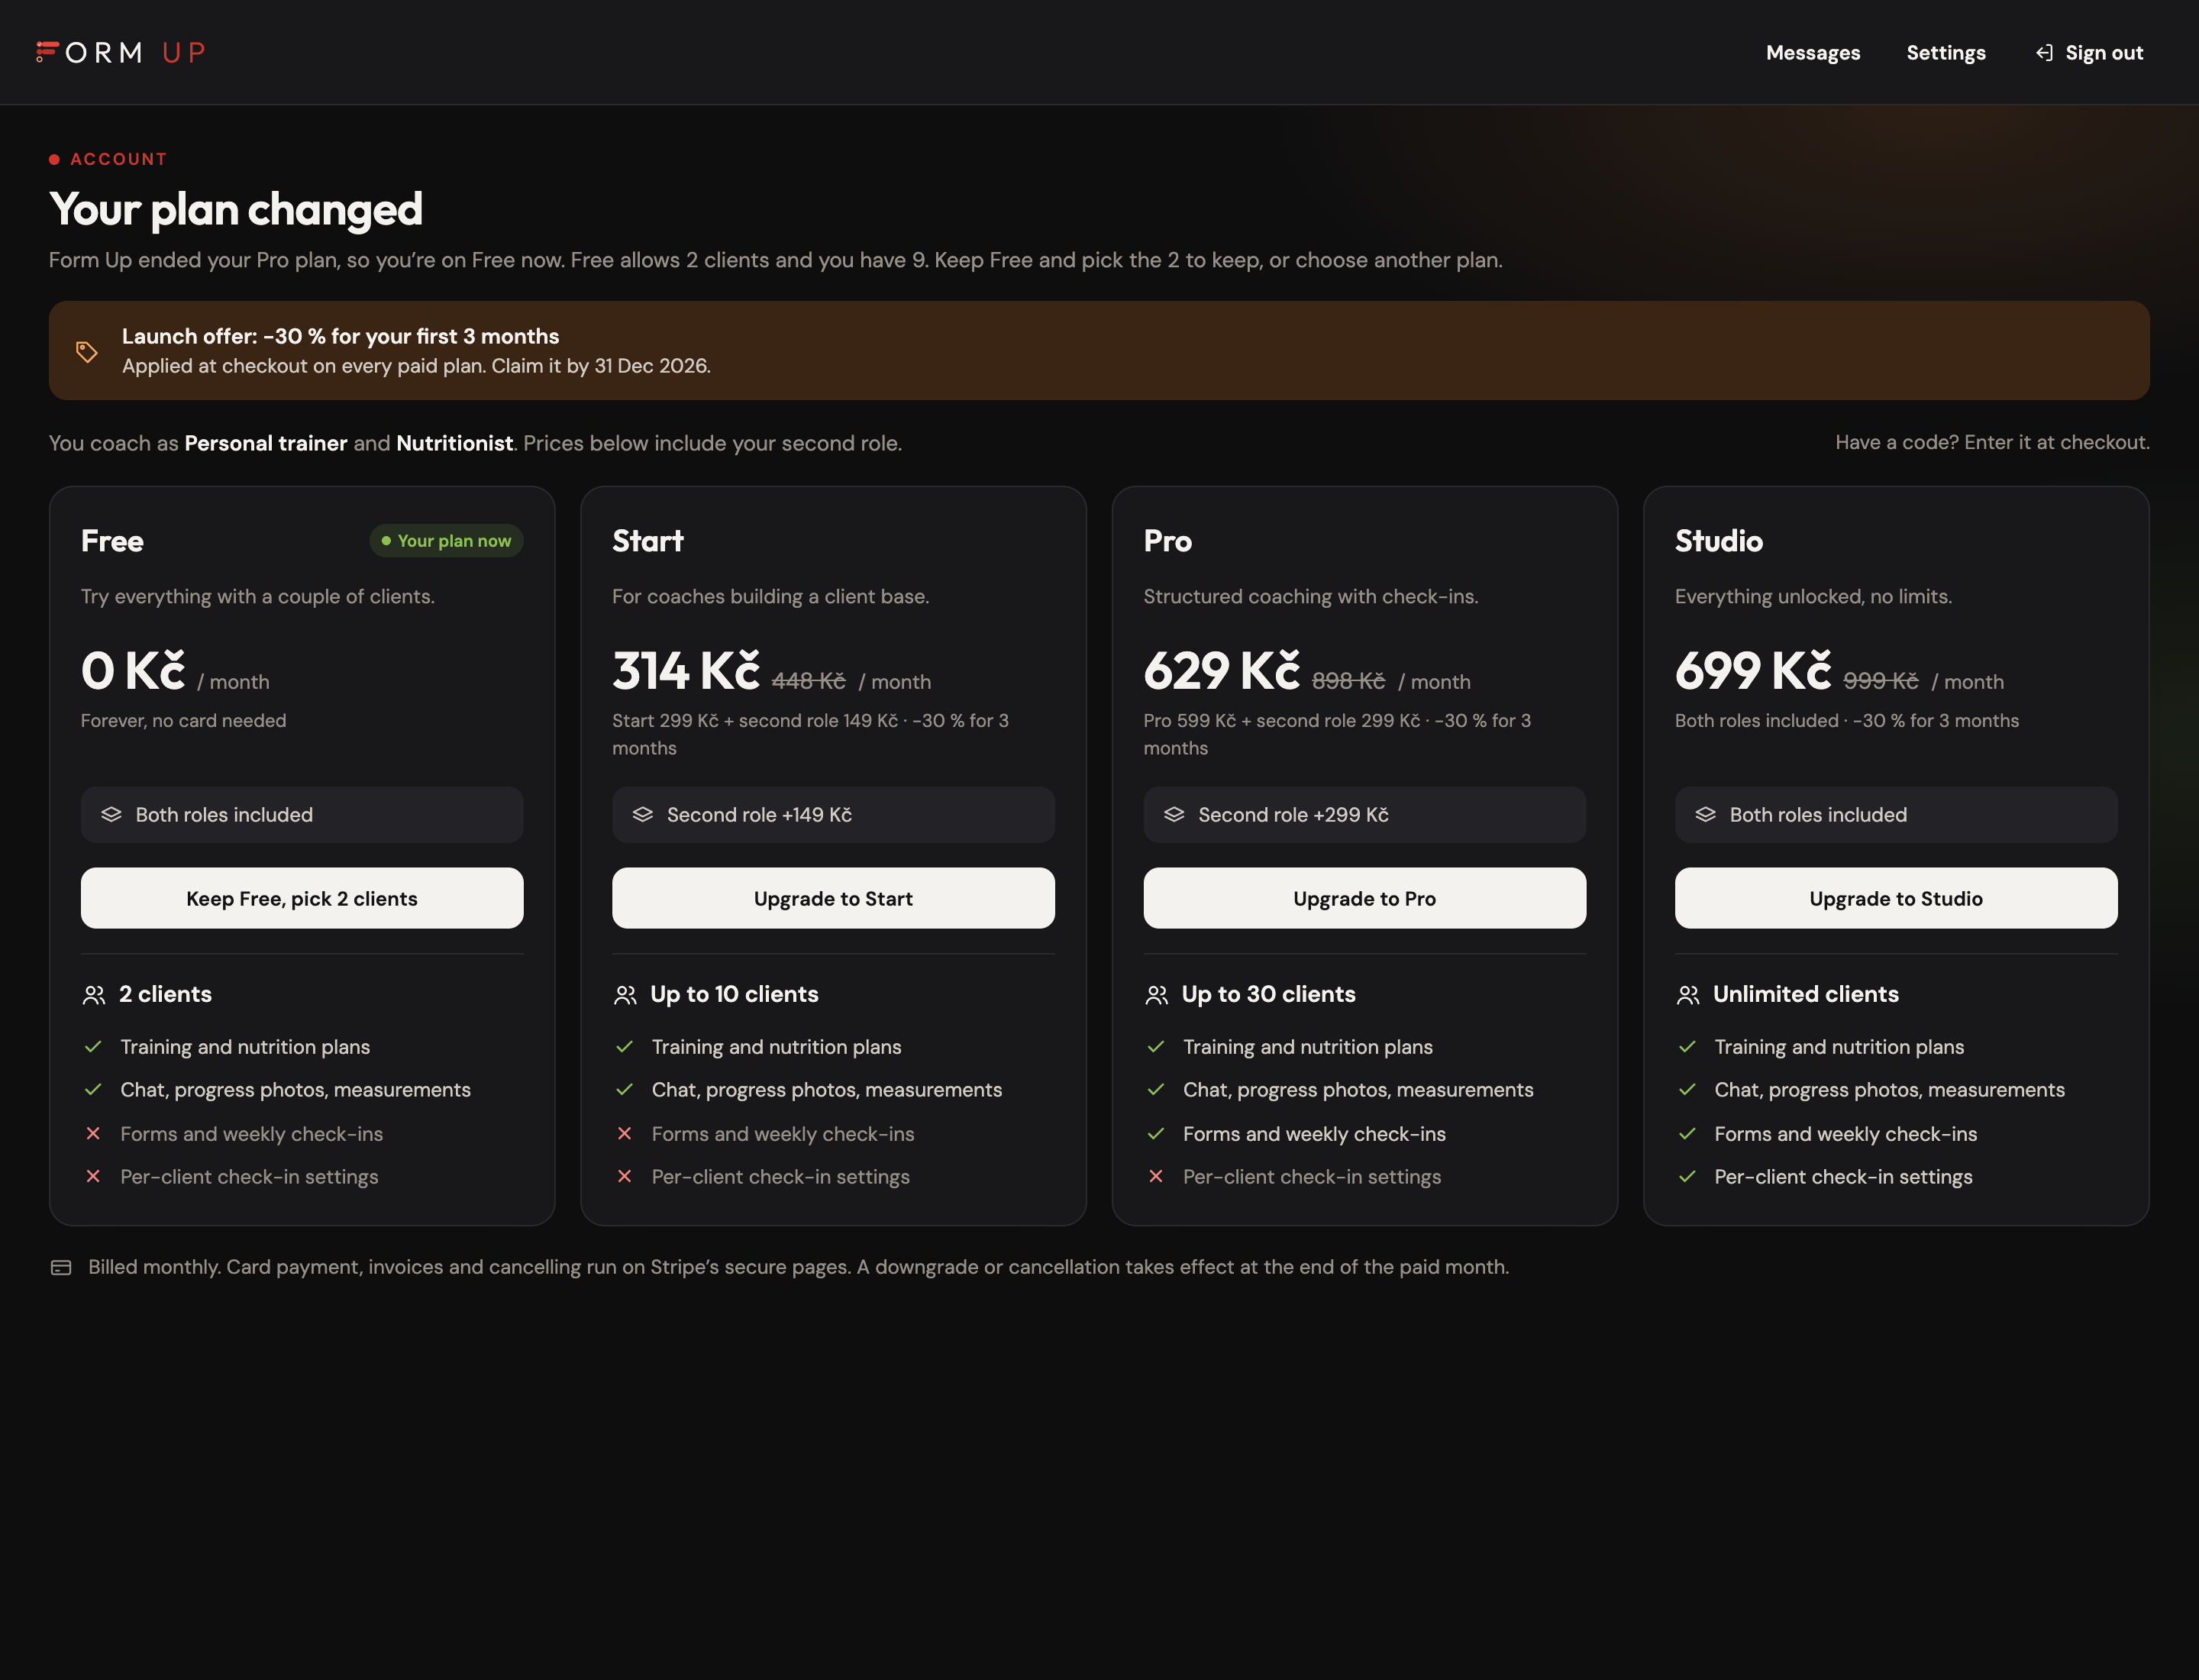 FORM UP
Messages
Settings
Sign out
ACCOUNT
Your plan changed
Form Up ended your Pro plan, so you’re on Free now. Free allows 2 clients and you have 9. Keep Free and pick the 2 to keep, or choose another plan.
Launch offer: −30 % for your first 3 months
Applied at checkout on every paid plan. Claim it by 31 Dec 2026.
You coach as Personal trainer and Nutritionist. Prices below include your second role.
Have a code? Enter it at checkout.
Free
Your plan now
Try everything with a couple of clients.
0 Kč / month
Forever, no card needed
Both roles included
Keep Free, pick 2 clients
2 clients
Training and nutrition plans
Chat, progress photos, measurements
Forms and weekly check-ins
Per-client check-in settings
Start
For coaches building a client base.
314 Kč 448 Kč / month
Start 299 Kč + second role 149 Kč · −30 % for 3
months
Second role +149 Kč
Upgrade to Start
Up to 10 clients
Training and nutrition plans
Chat, progress photos, measurements
Forms and weekly check-ins
Per-client check-in settings
Pro
Structured coaching with check-ins.
629 Kč 898 Kč / month
Pro 599 Kč + second role 299 Kč · −30 % for 3
months
Second role +299 Kč
Upgrade to Pro
Up to 30 clients
Training and nutrition plans
Chat, progress photos, measurements
Forms and weekly check-ins
Per-client check-in settings
Studio
Everything unlocked, no limits.
699 Kč 999 Kč / month
Both roles included · −30 % for 3 months
Both roles included
Upgrade to Studio
Unlimited clients
Training and nutrition plans
Chat, progress photos, measurements
Forms and weekly check-ins
Per-client check-in settings
Billed monthly. Card payment, invoices and cancelling run on Stripe’s secure pages. A downgrade or cancellation takes effect at the end of the paid month.